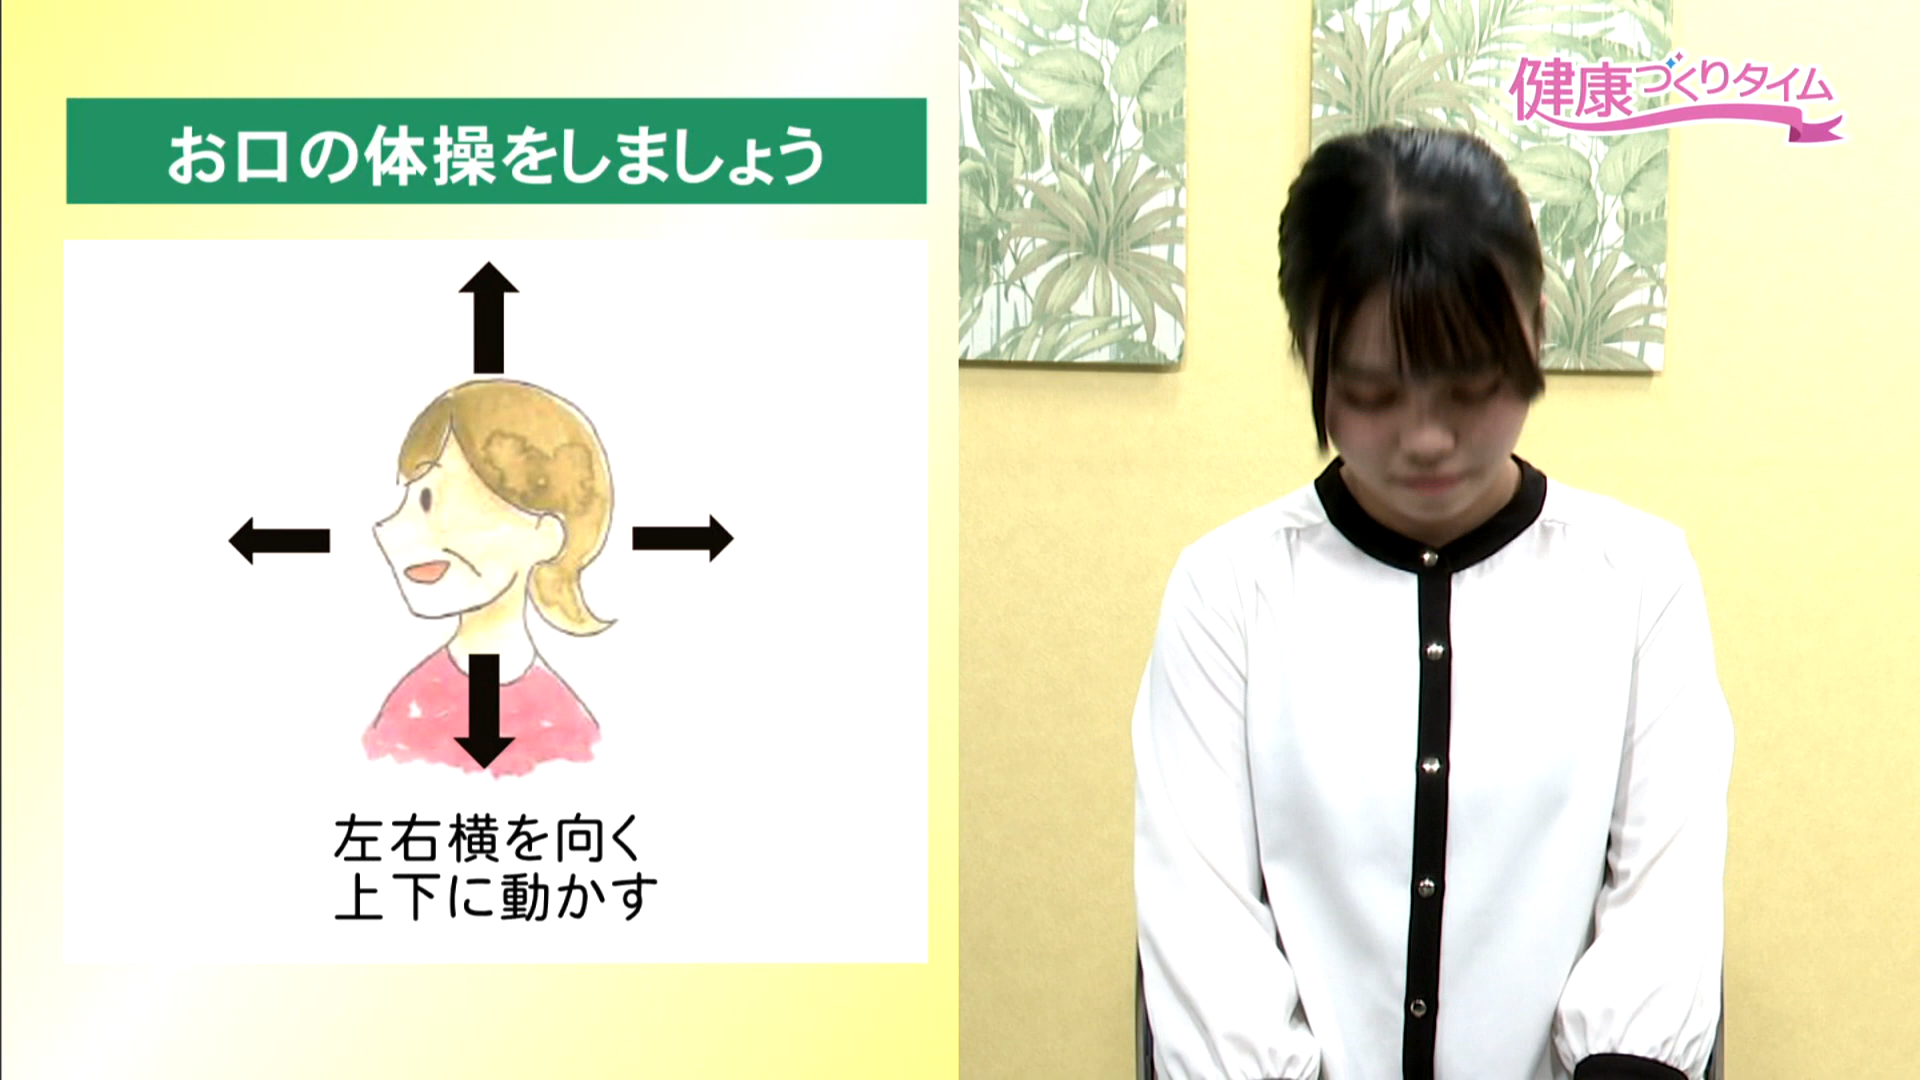 お口の体操をしましょう
健康づくりタイム
左右横を向く
上下に動かす